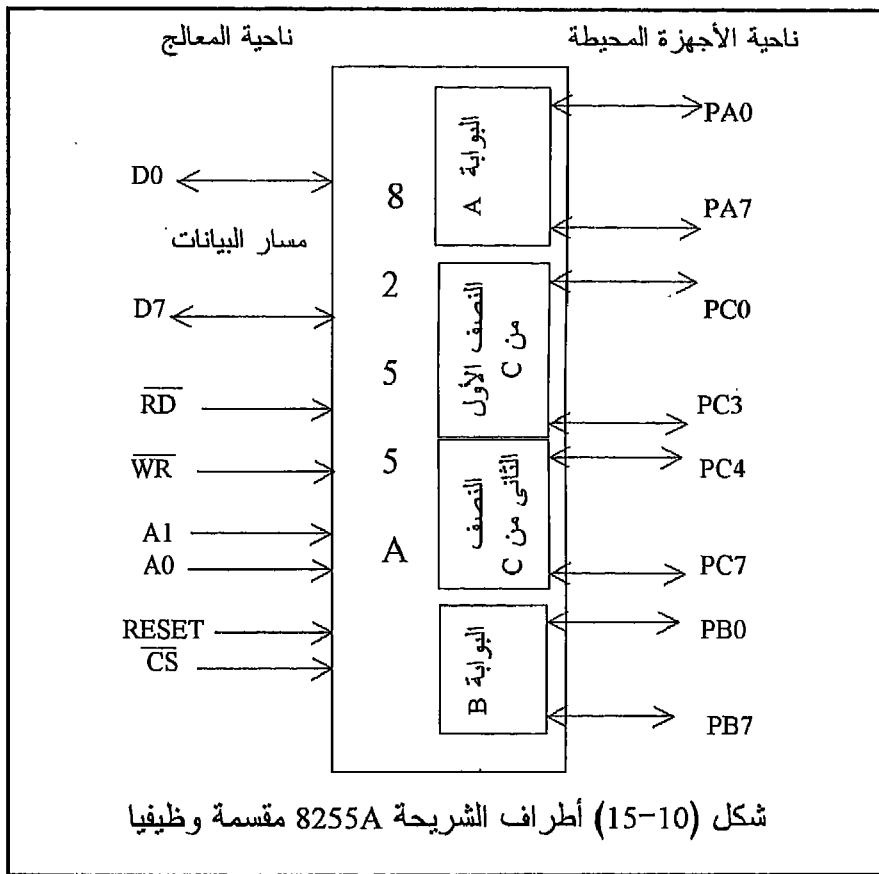 ناحية المعالج
ناحية الأجهزة المحيطة
D0
مسار البيانات
D7
RD
WR
A1
A0
RESET
CS
8
2
5
5
A
البوابة A
النصف الأول
من C
النصف
الثانى من C
البوابة B
PA0
PA7
PC0
PC3
PC4
PC7
PB0
PB7
شكل (10-15) أطراف الشريحة 8255A مقسمة وظيفيا